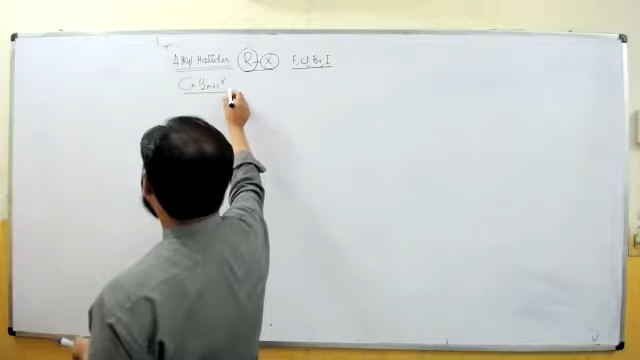 Alkyl Halides R-X F, Cl, Br, I
CnH2n+1X